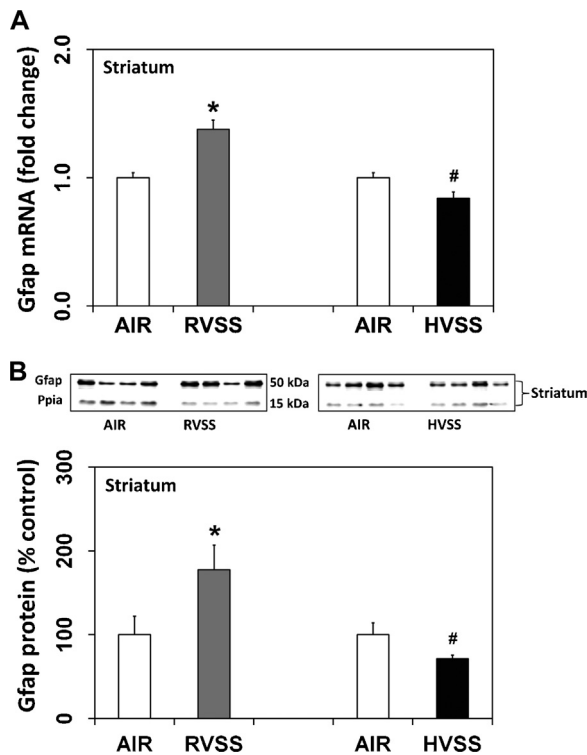 A
Gfap mRNA (fold change)
2.0
1.0
0.0
Striatum
*
#
AIR RVSS AIR HVSS
B
Gfap 50 kDa
Ppia 15 kDa
Striatum
AIR RVSS AIR HVSS
Gfap protein (% control)
300
200
100
0
Striatum
*
#
AIR RVSS AIR HVSS